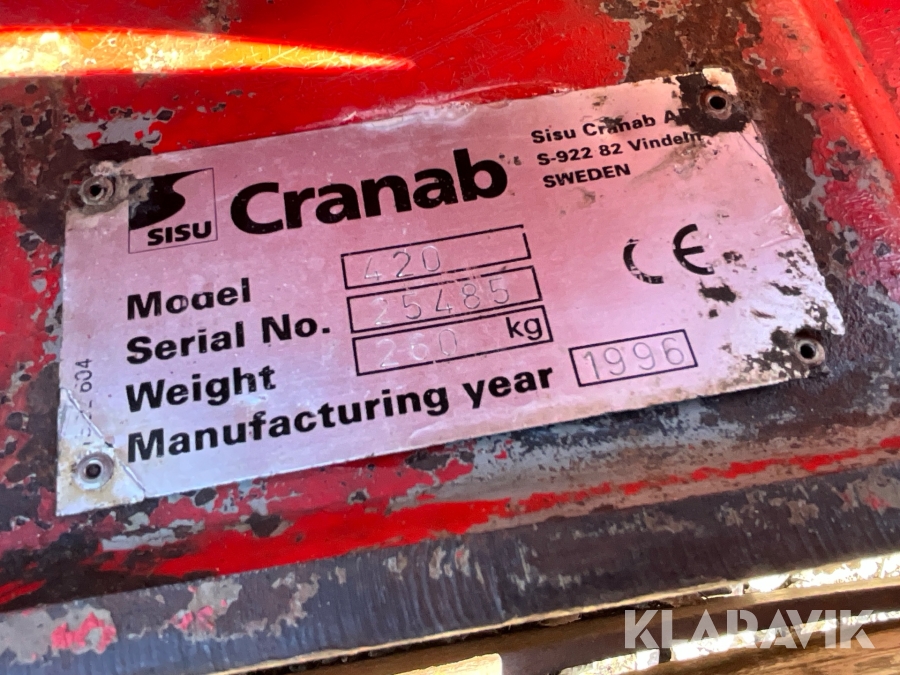 SISU
Cranab
Sisu Cranab
S-922 82
SWEDEN
Model 420
Serial No. 25485
Weight 260 kg
Manufacturing year 1996
CE
604
KLARAVIK